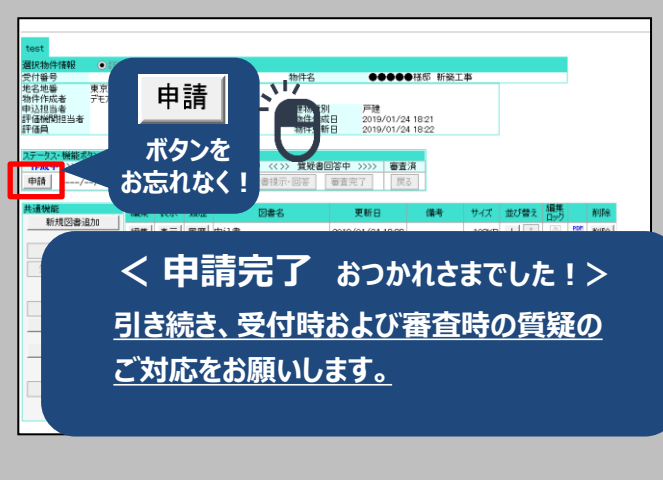 test
選択物件情報
受付番号
物件名 ●●●●●様邸 新築工事
地名地番 東京
物件作成者 デモ
申込担当者
戸建
評価機関担当者
2019/01/24 18:21
評価員
2019/01/24 18:22
申請
ボタンを
お忘れなく！
ステータス・機能ボタン
<<>> 質疑書回答中 >>>> 審査済
申請 審査完了 戻る
共通機能
新規図書追加
図書名 更新日 備考 サイズ 並び替え 編集ロック 削除
＜ 申請完了 おつかれさまでした！＞
引き続き、受付時および審査時の質疑の
ご対応をお願いします。